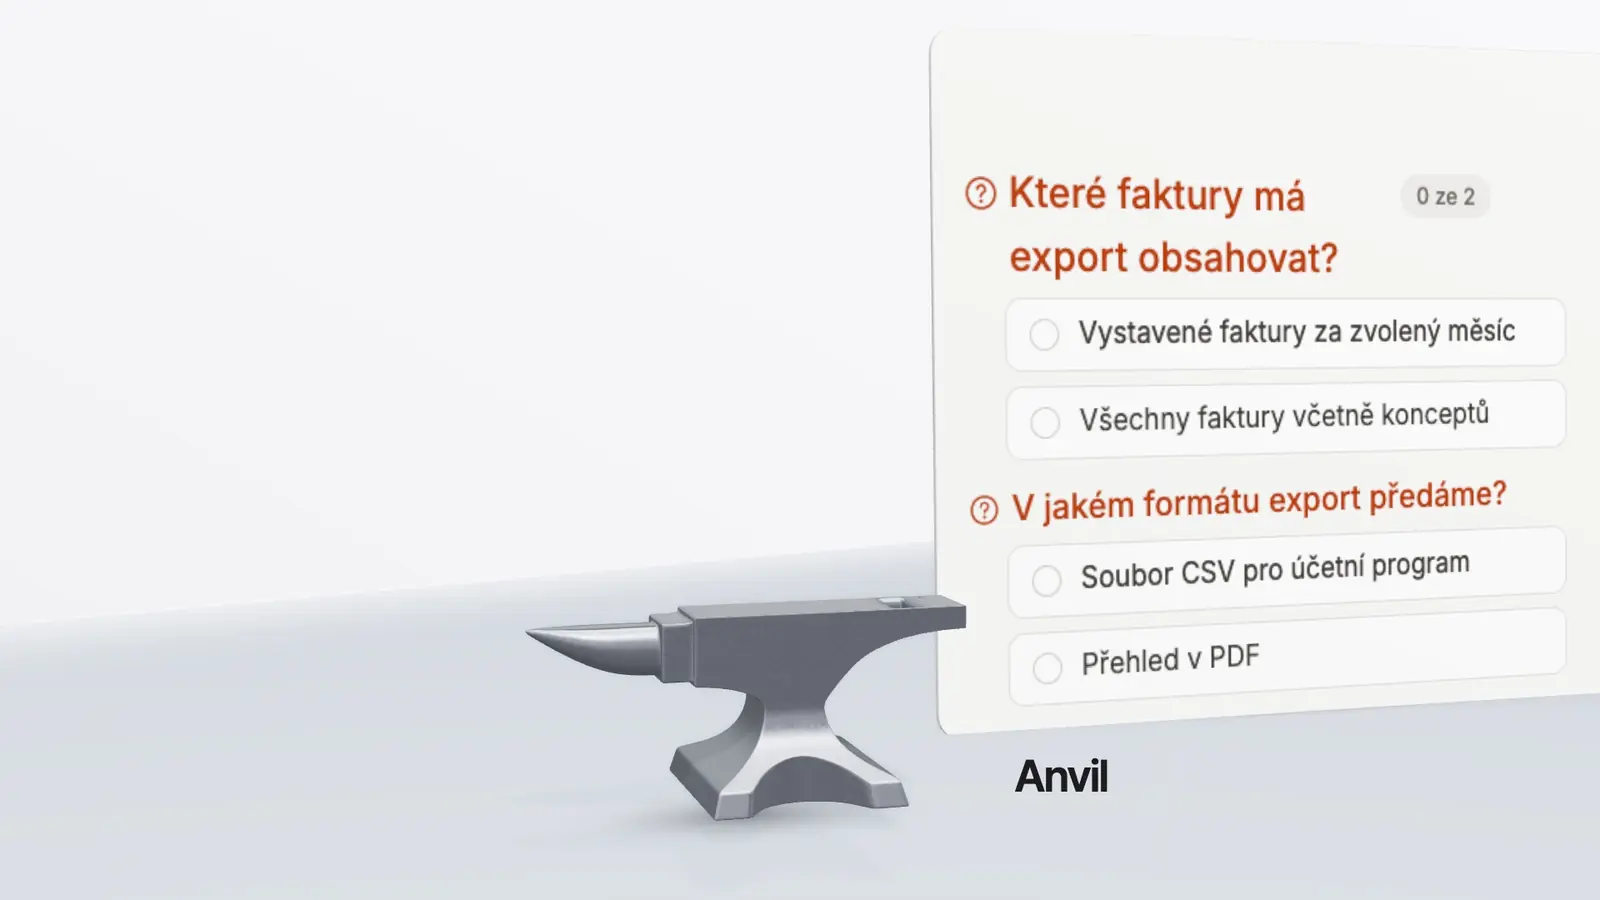 Které faktury má
0 ze 2
export obsahovat?
Vystavené faktury za zvolený měsíc
Všechny faktury včetně konceptů
V jakém formátu export předáme?
Soubor CSV pro účetní program
Přehled v PDF
Anvil